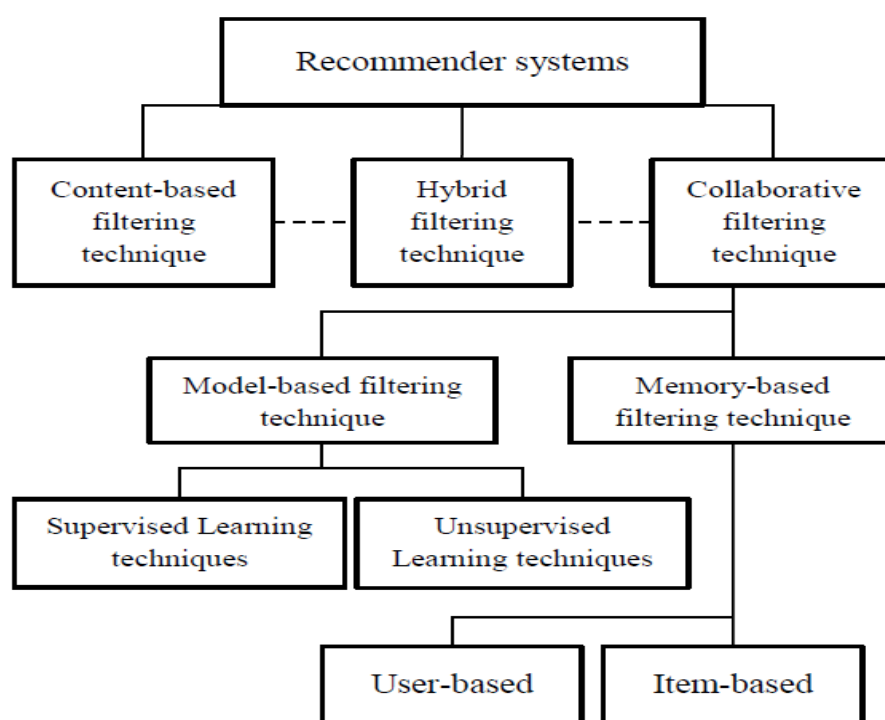 Recommender systems
Content-based
filtering
technique
Hybrid
filtering
technique
Collaborative
filtering
technique
Model-based filtering
technique
Memory-based
filtering technique
Supervised Learning
techniques
Unsupervised
Learning techniques
User-based
Item-based